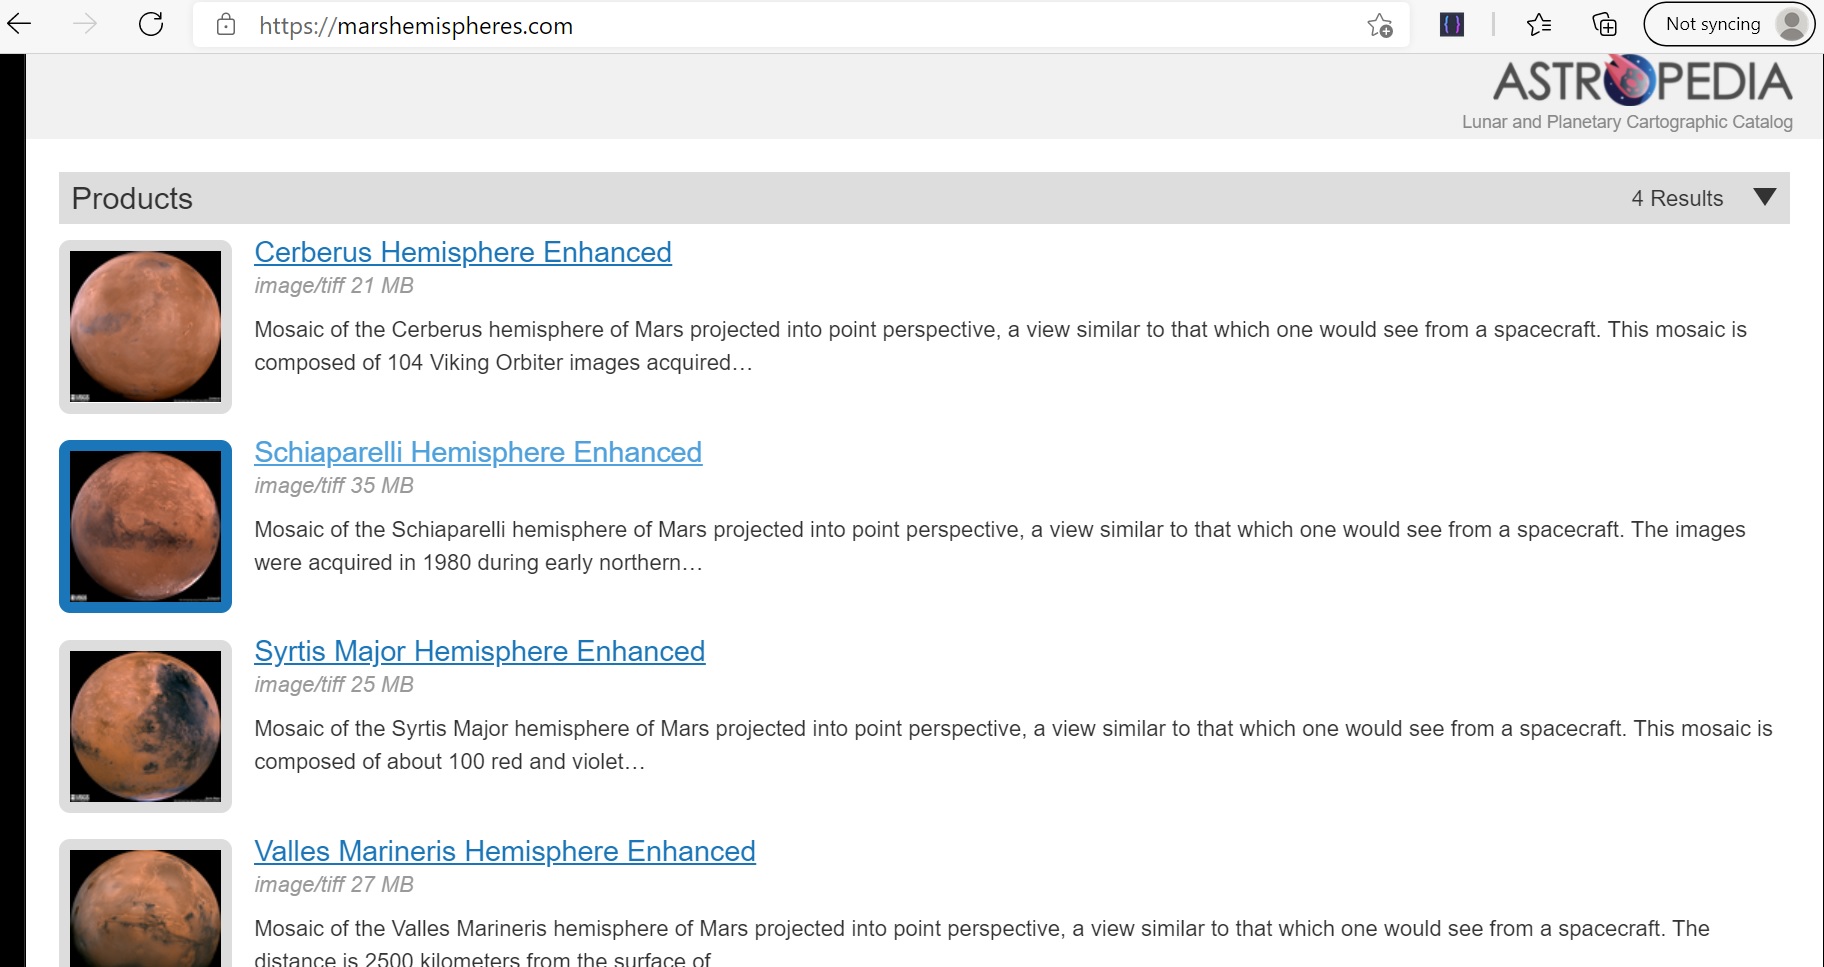 https://marshemispheres.com
Not syncing
ASTROPEDIA
Lunar and Planetary Cartographic Catalog
Products
4 Results
Cerberus Hemisphere Enhanced
image/tiff 21 MB
Mosaic of the Cerberus hemisphere of Mars projected into point perspective, a view similar to that which one would see from a spacecraft. This mosaic is
composed of 104 Viking Orbiter images acquired…
Schiaparelli Hemisphere Enhanced
image/tiff 35 MB
Mosaic of the Schiaparelli hemisphere of Mars projected into point perspective, a view similar to that which one would see from a spacecraft. The images
were acquired in 1980 during early northern…
Syrtis Major Hemisphere Enhanced
image/tiff 25 MB
Mosaic of the Syrtis Major hemisphere of Mars projected into point perspective, a view similar to that which one would see from a spacecraft. This mosaic is
composed of about 100 red and violet…
Valles Marineris Hemisphere Enhanced
image/tiff 27 MB
Mosaic of the Valles Marineris hemisphere of Mars projected into point perspective, a view similar to that which one would see from a spacecraft. The
distance is 2500 kilometers from the surface of